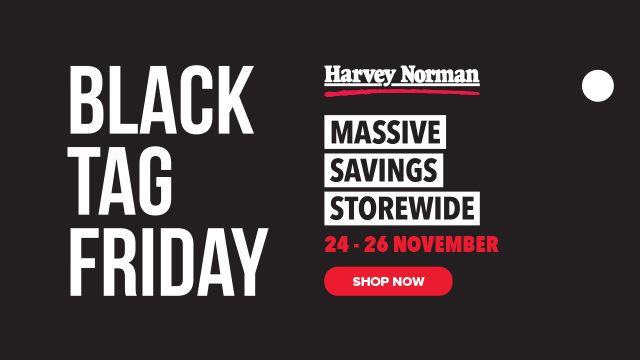 BLACK
TAG
FRIDAY
Harvey Norman
MASSIVE
SAVINGS
STOREWIDE
24 - 26 NOVEMBER
SHOP NOW